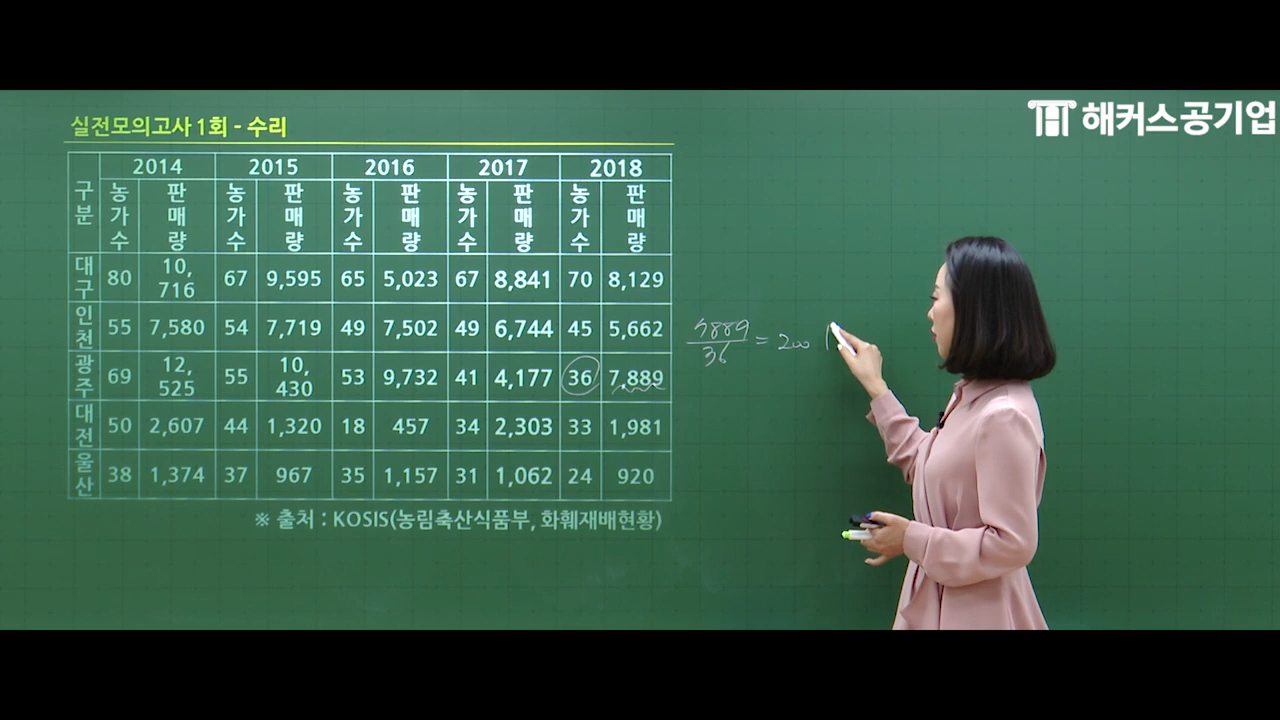 실전모의고사 1회 - 수리
해커스공기업
구분 2014 2015 2016 2017 2018
농가수 판매량 농가수 판매량 농가수 판매량 농가수 판매량 농가수 판매량
대구 80 10,716 67 9,595 65 5,023 67 8,841 70 8,129
인천 55 7,580 54 7,719 49 7,502 49 6,744 45 5,662
광주 69 12,525 55 10,430 53 9,732 41 4,177 36 7,889
대전 50 2,607 44 1,320 18 457 34 2,303 33 1,981
울산 38 1,374 37 967 35 1,157 31 1,062 24 920
※ 출처 : KOSIS(농림축산식품부, 화훼재배현황)
7889
36
= 200